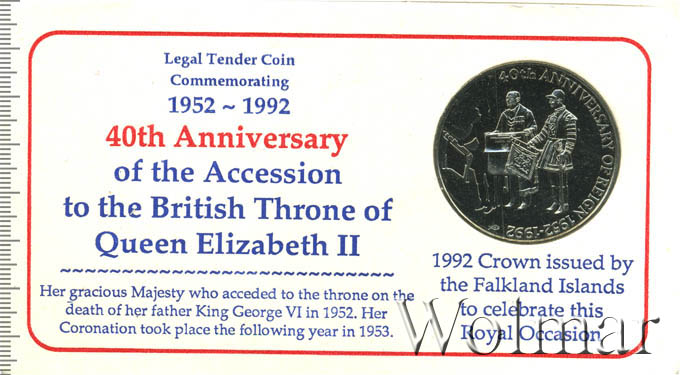 Legal Tender Coin
Commemorating
1952 ~ 1992
40th Anniversary
of the Accession
to the British Throne of
Queen Elizabeth II
Her gracious Majesty who acceded to the throne on the
death of her father King George VI in 1952. Her
Coronation took place the following year in 1953.
40th ANNIVERSARY OF REIGN 1952-1992
1992 Crown issued by
the Falkland Islands
to celebrate this
Royal Occasion
Wolmar